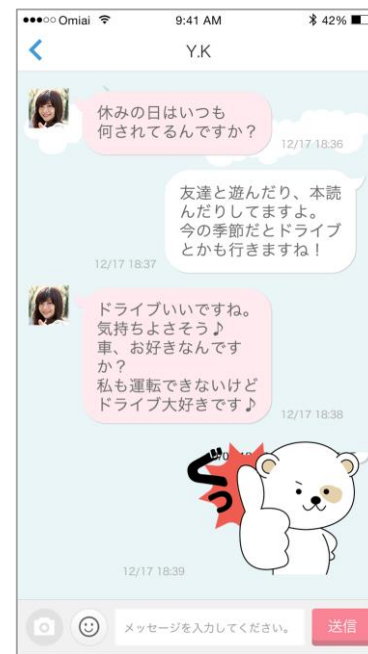 Omiai 9:41 AM 42%
Y.K
休みの日はいつも
何されてるんですか？
12/17 18:36
友達と遊んだり、本読
んだりしてますよ。
今の季節だとドライブ
とかも行きますね！
12/17 18:37
ドライブいいですね。
気持ちよさそう♪
車、お好きなんです
か？
私も運転できないけど
ドライブ大好きです♪
12/17 18:38
ぐっ
12/17 18:39
メッセージを入力してください。
送信